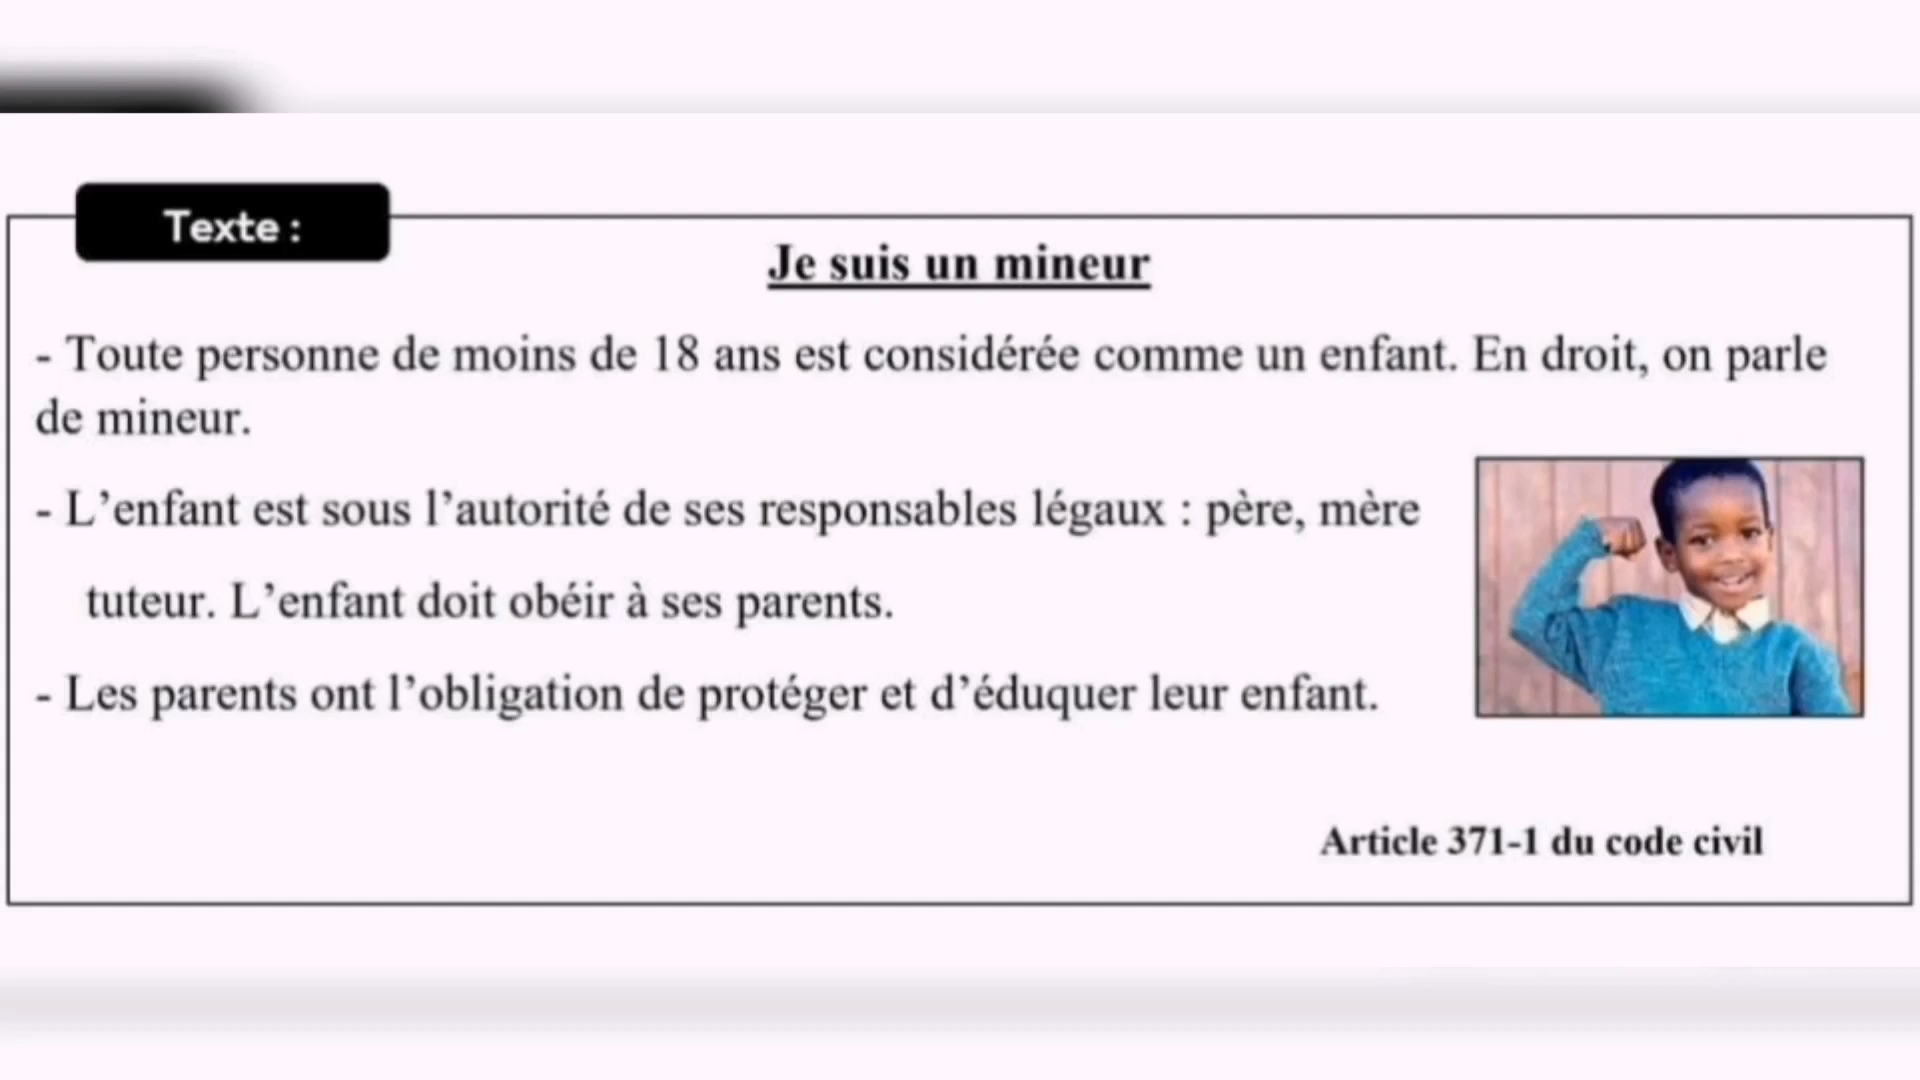 Texte :
Je suis un mineur
- Toute personne de moins de 18 ans est considérée comme un enfant. En droit, on parle
de mineur.
- L’enfant est sous l’autorité de ses responsables légaux : père, mère
tuteur. L’enfant doit obéir à ses parents.
- Les parents ont l’obligation de protéger et d’éduquer leur enfant.
Article 371-1 du code civil